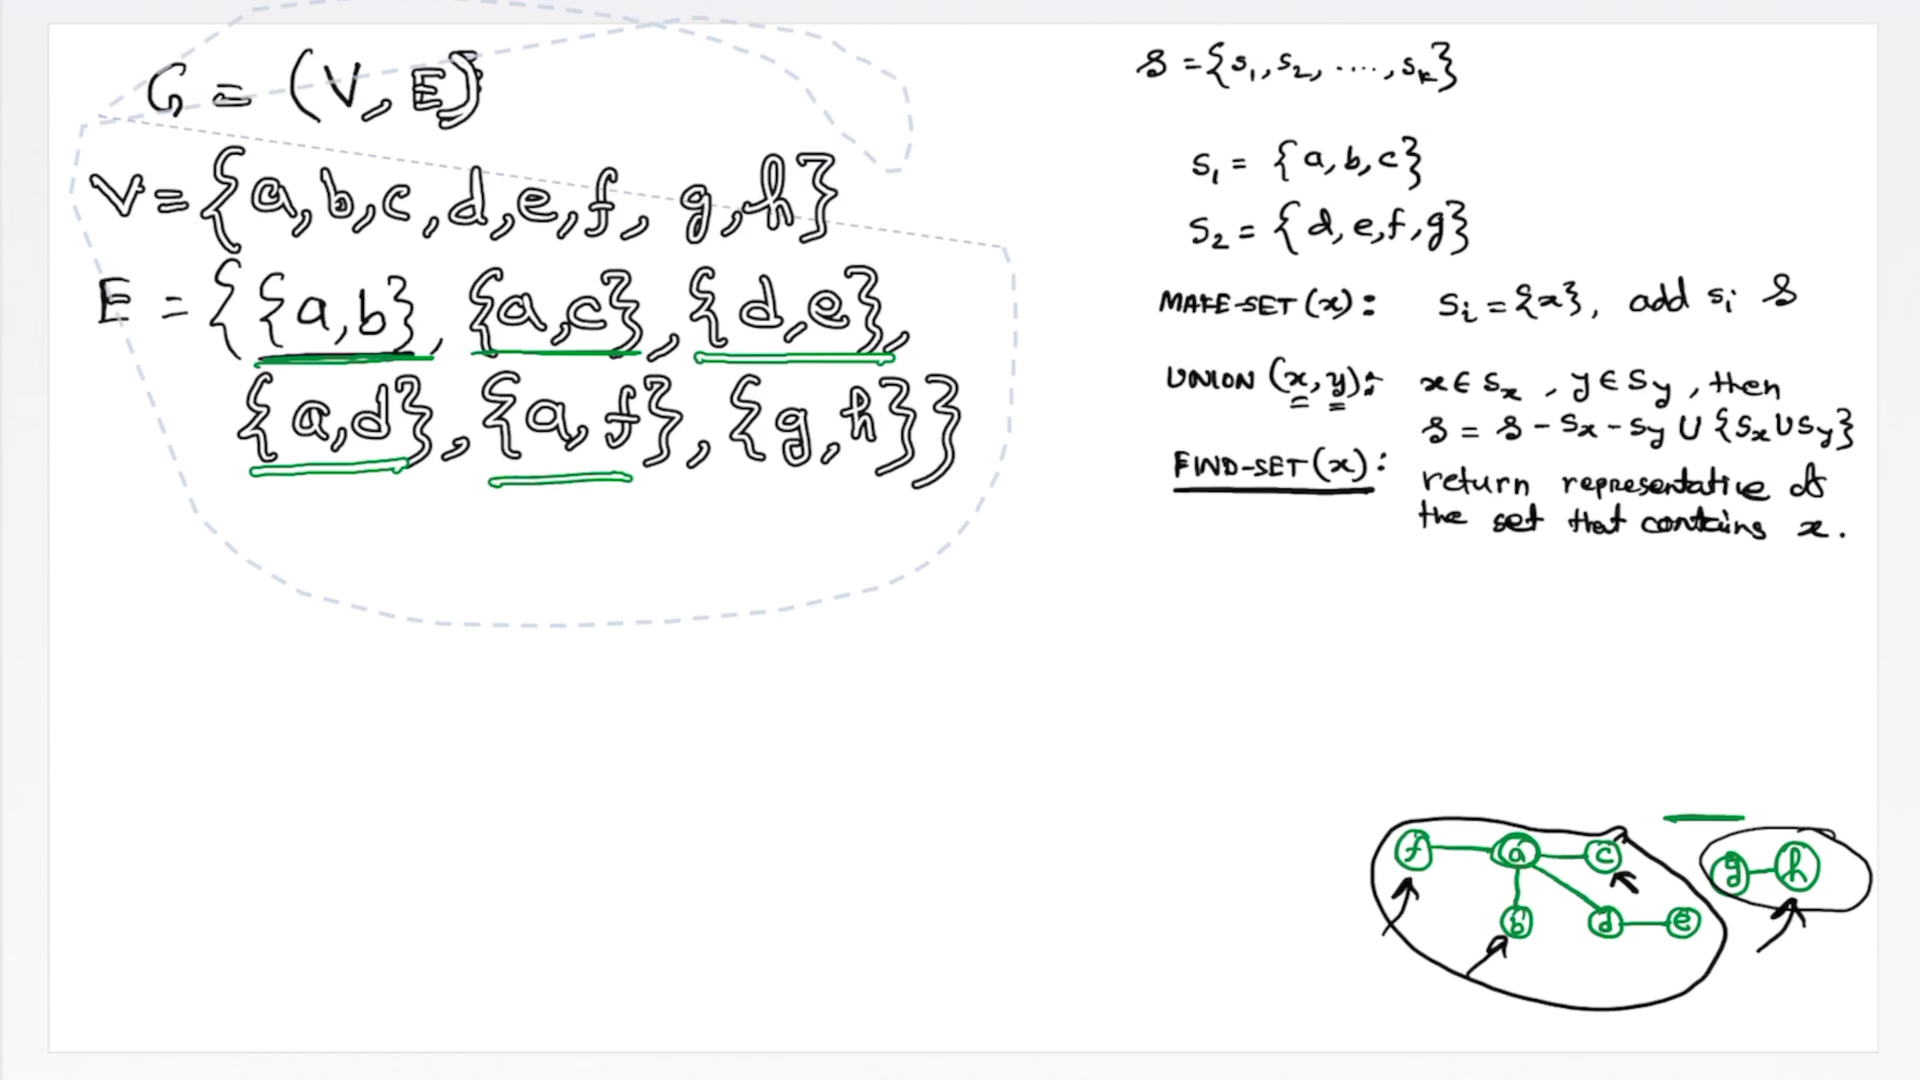 G = (V, E)
V = {a, b, c, d, e, f, g, h}
E = {{a,b}, {a,c}, {d,e},
{a,d}, {a,f}, {g,h}}
S = {s₁, s₂, ...., sₖ}
S₁ = {a, b, c}
S₂ = {d, e, f, g}
MAKE-SET (x): Sᵢ = {x}, add sᵢ S
UNION (x, y): x ∈ Sₓ, y ∈ Sy, then
S = S - Sₓ - Sy ∪ {Sₓ ∪ Sy}
FIND-SET (x): return representative of
the set that contains x.
f a c g h
b d e